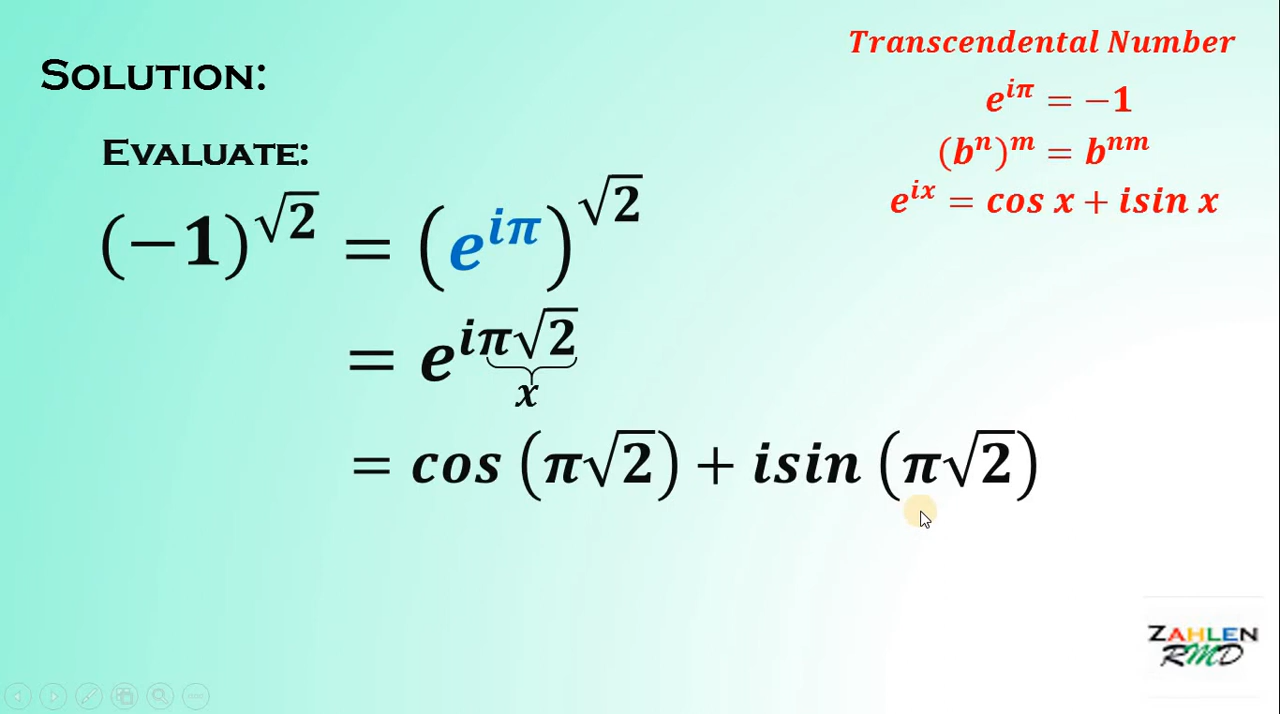 Transcendental Number
SOLUTION:
e^{iπ} = −1
EVALUATE:
(b^n)^m = b^{nm}
e^{ix} = cos x + isin x
(−1)^{√2} = (e^{iπ})^{√2}
= e^{iπ√2}
x
= cos (π√2) + isin (π√2)
ZAHLEN
RMD